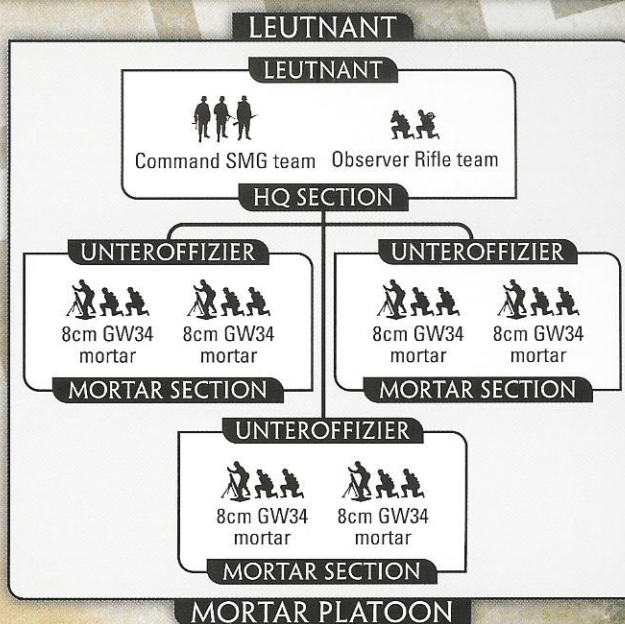 LEUTNANT
LEUTNANT
Command SMG team Observer Rifle team
HQ SECTION
UNTEROFFIZIER
8cm GW34 mortar
8cm GW34 mortar
MORTAR SECTION
UNTEROFFIZIER
8cm GW34 mortar
8cm GW34 mortar
MORTAR SECTION
UNTEROFFIZIER
8cm GW34 mortar
8cm GW34 mortar
MORTAR SECTION
MORTAR PLATOON